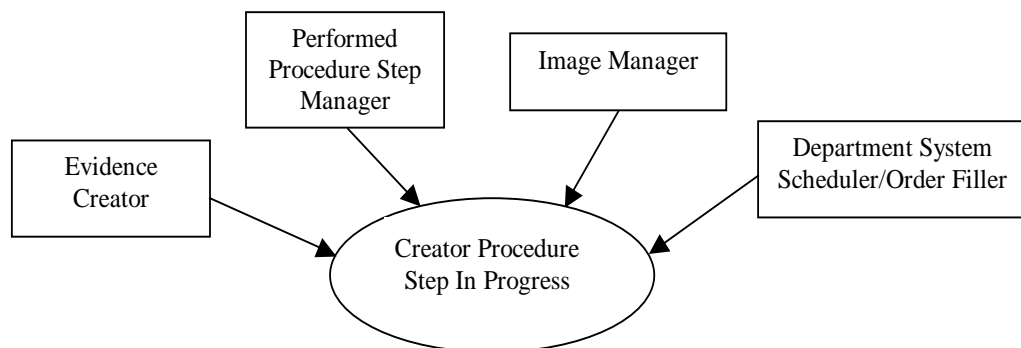 Performed
Procedure Step
Manager
Image Manager
Evidence
Creator
Department System
Scheduler/Order Filler
Creator Procedure
Step In Progress